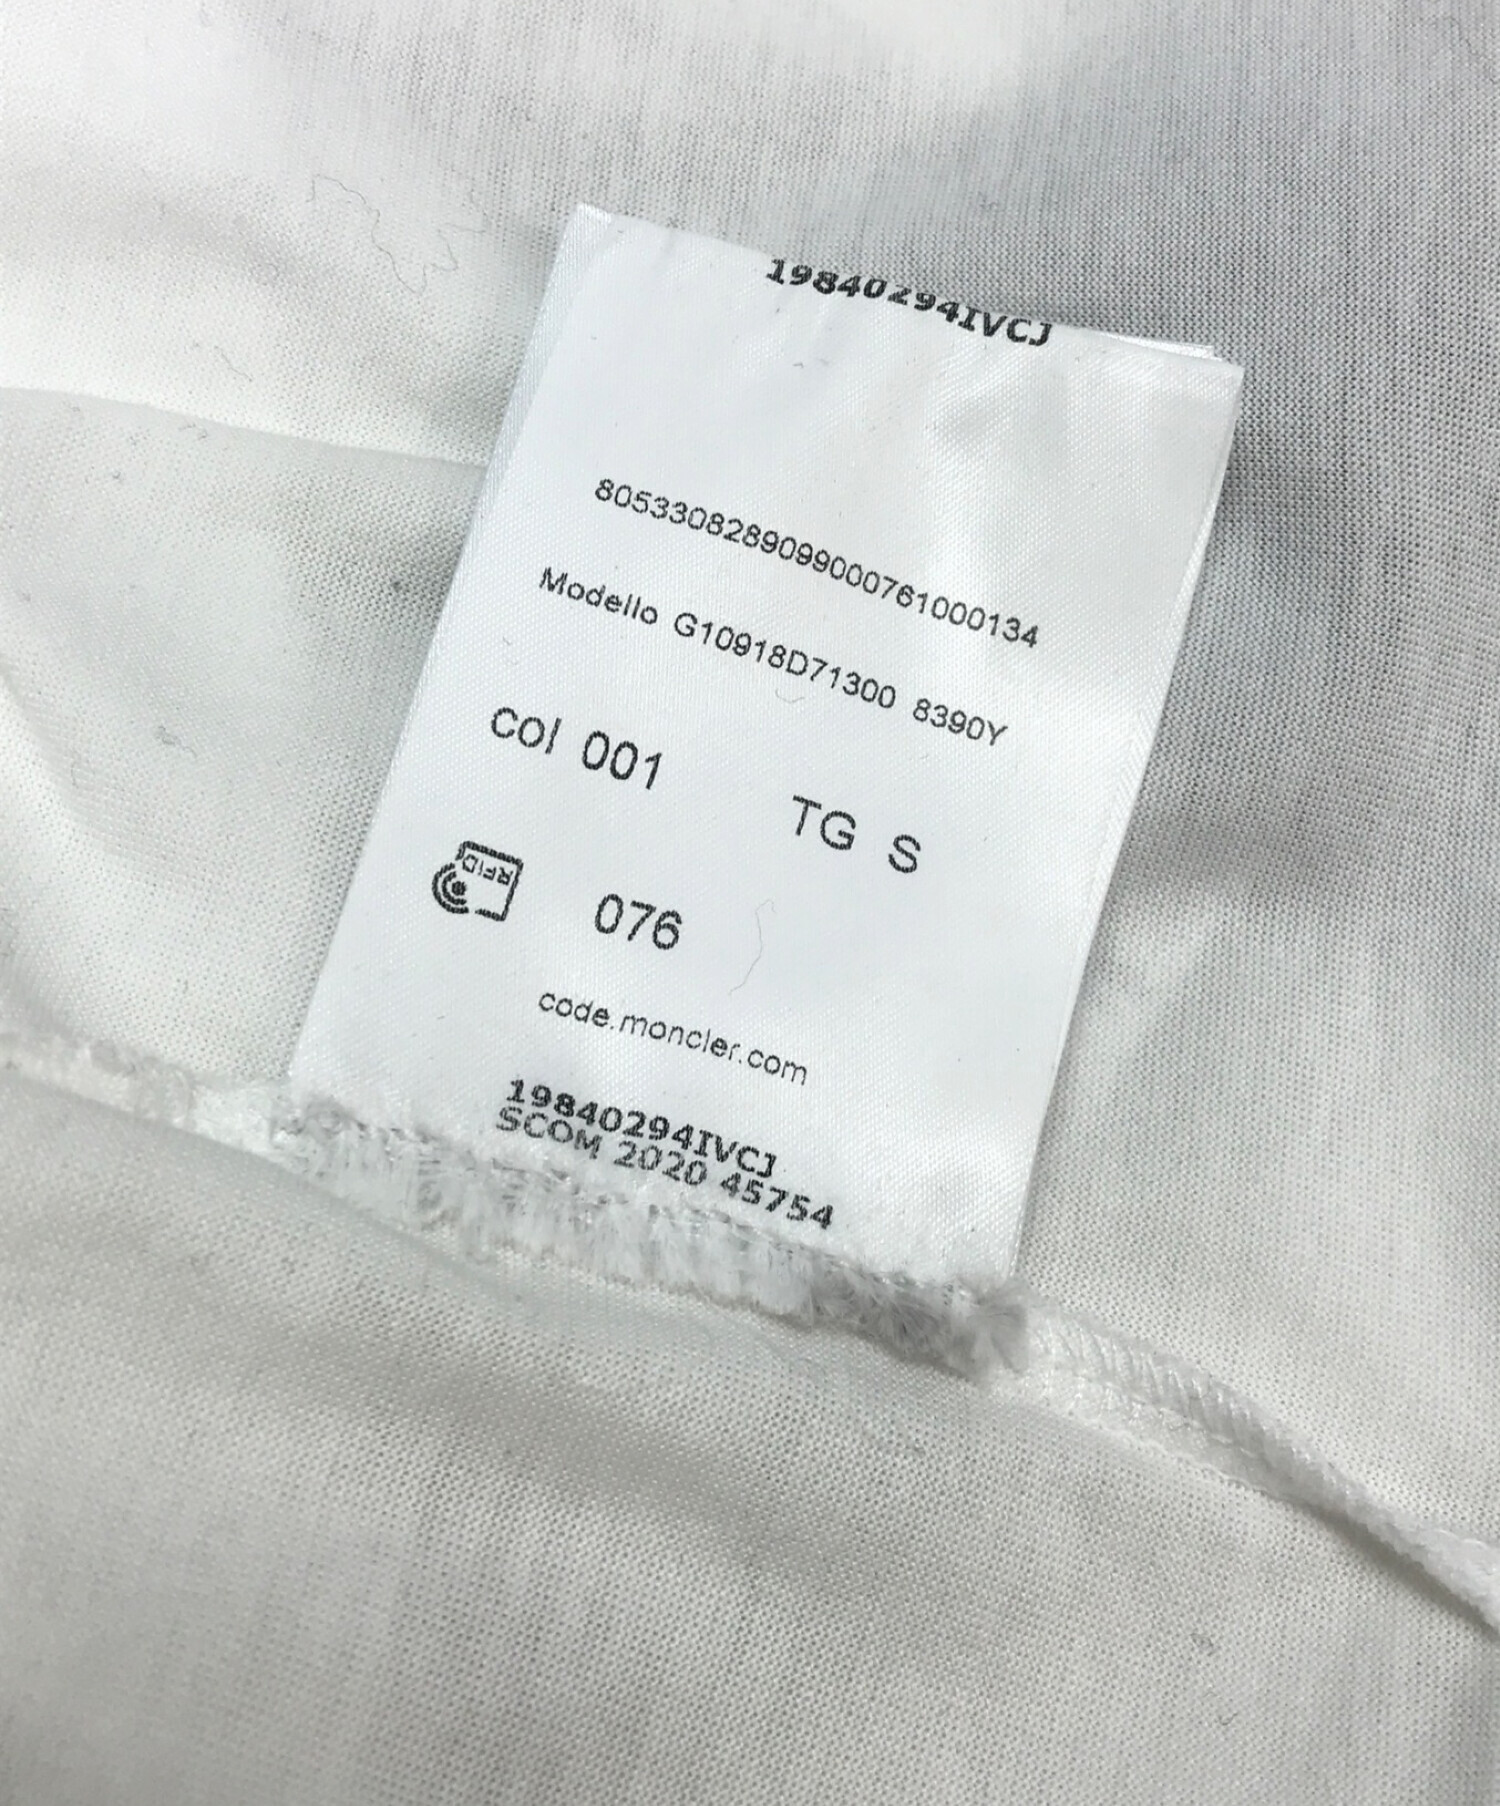 19840294IVCJ
8053308289099000761000134
Modello G10918D71300 8390Y
col 001 TG S
RFID 076
code.moncler.com
19840294IVCJ
SCOM 2020 45754